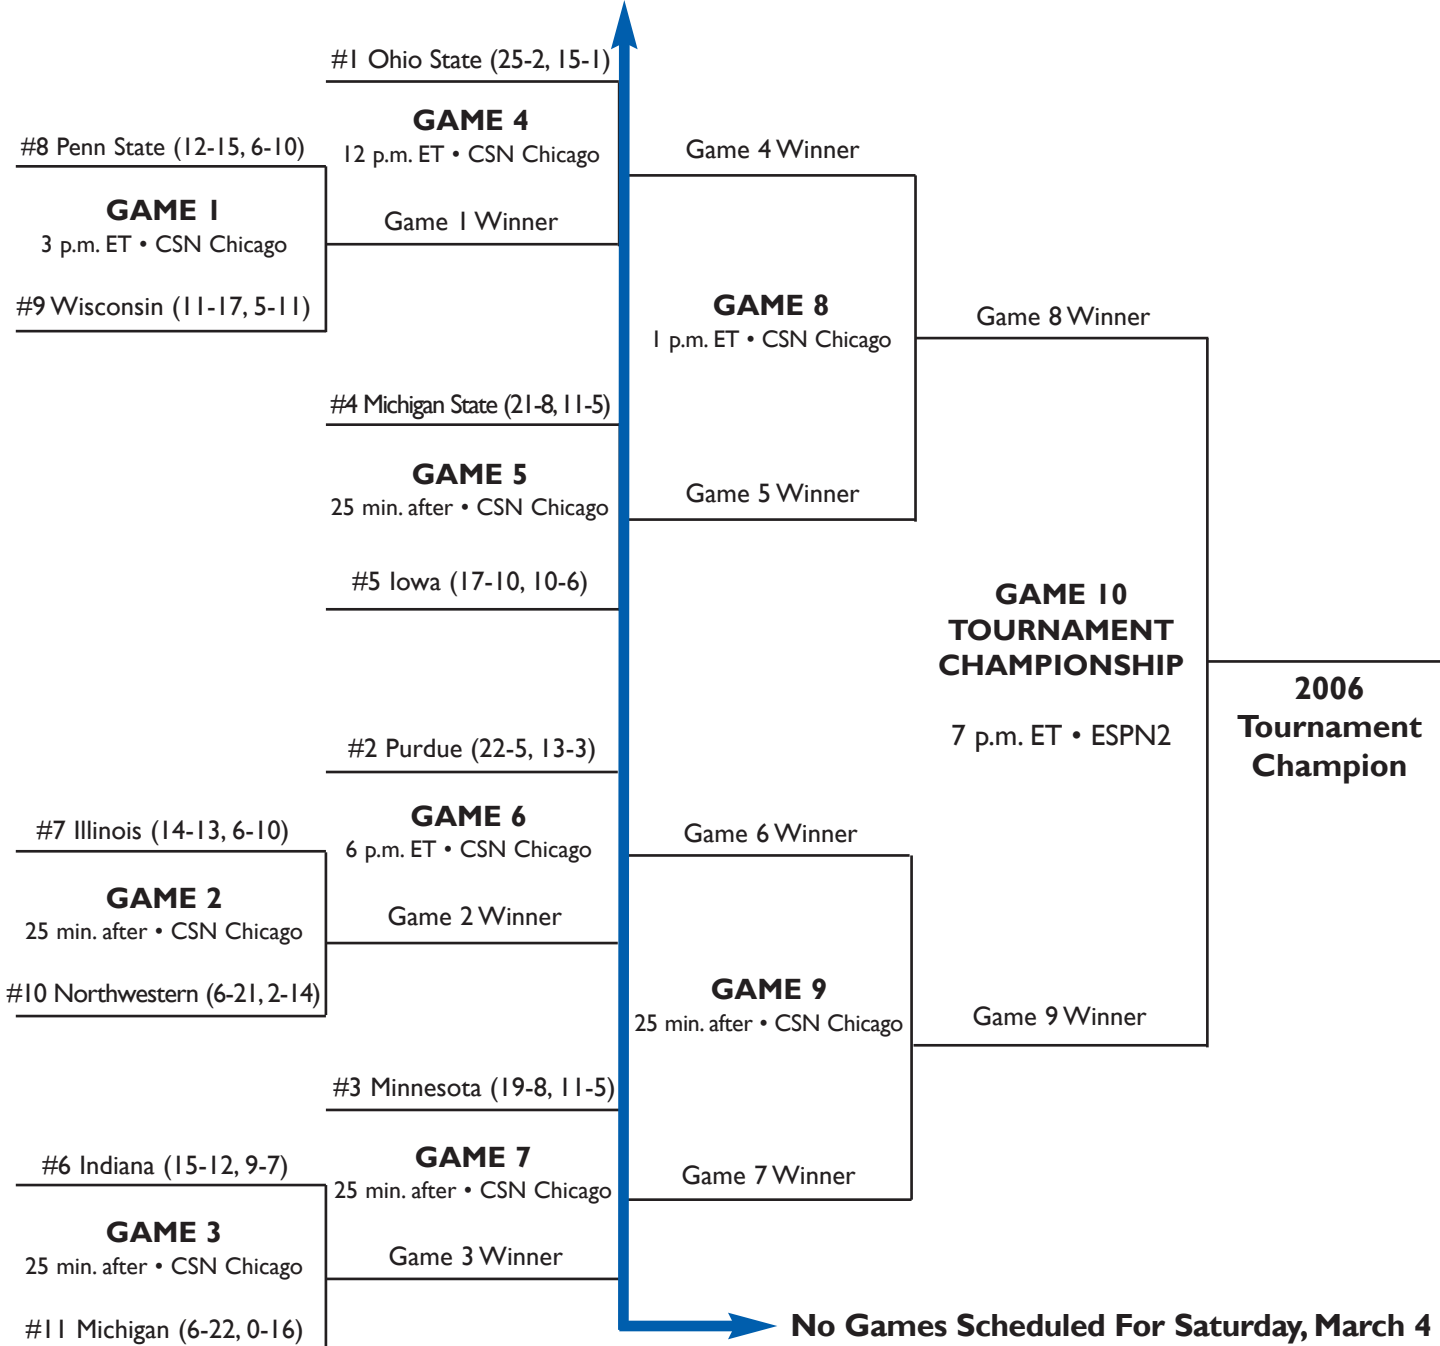 #1 Ohio State (25-2, 15-1)
GAME 4
12 p.m. ET • CSN Chicago
Game 1 Winner
#8 Penn State (12-15, 6-10)
GAME 1
3 p.m. ET • CSN Chicago
#9 Wisconsin (11-17, 5-11)
#4 Michigan State (21-8, 11-5)
GAME 5
25 min. after • CSN Chicago
#5 Iowa (17-10, 10-6)
#2 Purdue (22-5, 13-3)
GAME 6
6 p.m. ET • CSN Chicago
Game 2 Winner
#7 Illinois (14-13, 6-10)
GAME 2
25 min. after • CSN Chicago
#10 Northwestern (6-21, 2-14)
#3 Minnesota (19-8, 11-5)
GAME 7
25 min. after • CSN Chicago
Game 3 Winner
#6 Indiana (15-12, 9-7)
GAME 3
25 min. after • CSN Chicago
#11 Michigan (6-22, 0-16)
Game 4 Winner
GAME 8
1 p.m. ET • CSN Chicago
Game 5 Winner
Game 6 Winner
GAME 9
25 min. after • CSN Chicago
Game 7 Winner
Game 8 Winner
GAME 10
TOURNAMENT
CHAMPIONSHIP
7 p.m. ET • ESPN2
Game 9 Winner
2006
Tournament
Champion
No Games Scheduled For Saturday, March 4